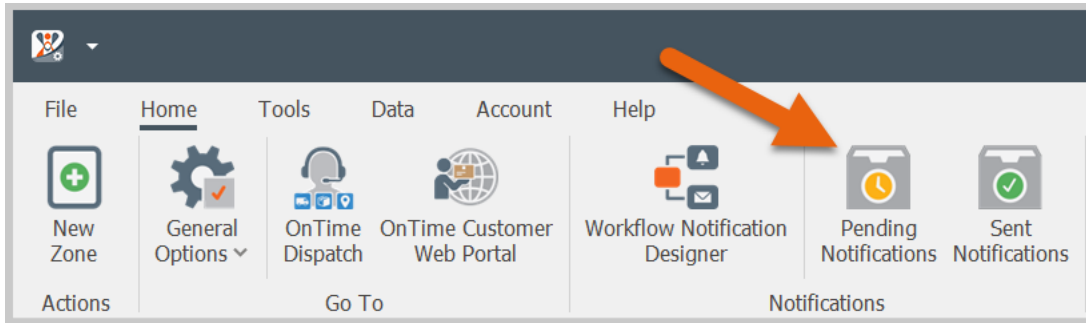 File Home Tools Data Account Help
New
Zone
General
Options
OnTime
Dispatch
OnTime Customer
Web Portal
Workflow Notification
Designer
Pending
Notifications
Sent
Notifications
Actions Go To Notifications